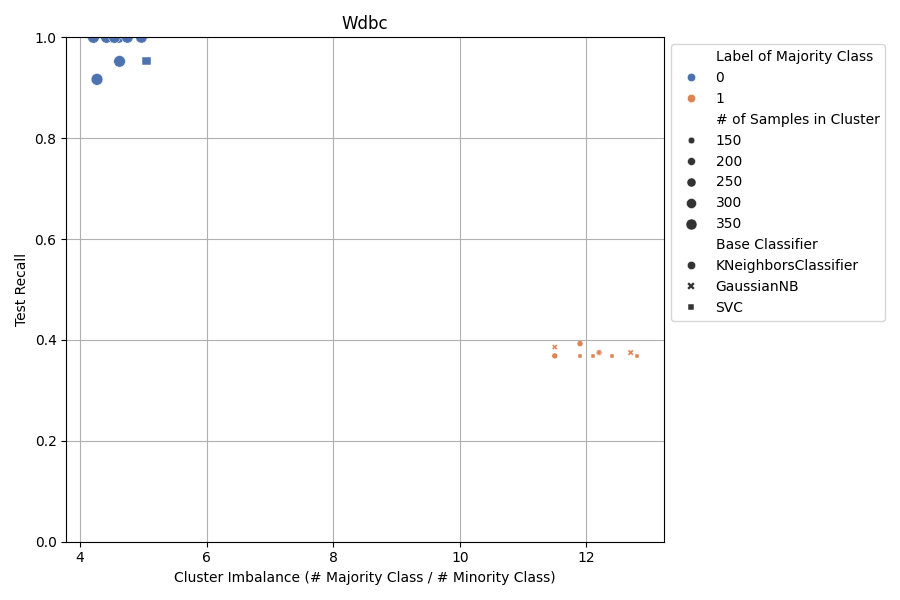 Wdbc
1.0
0.8
0.6
0.4
0.2
0.0
Test Recall
4
6
8
10
12
Cluster Imbalance (# Majority Class / # Minority Class)
Label of Majority Class
0
1
# of Samples in Cluster
150
200
250
300
350
Base Classifier
KNeighborsClassifier
GaussianNB
SVC